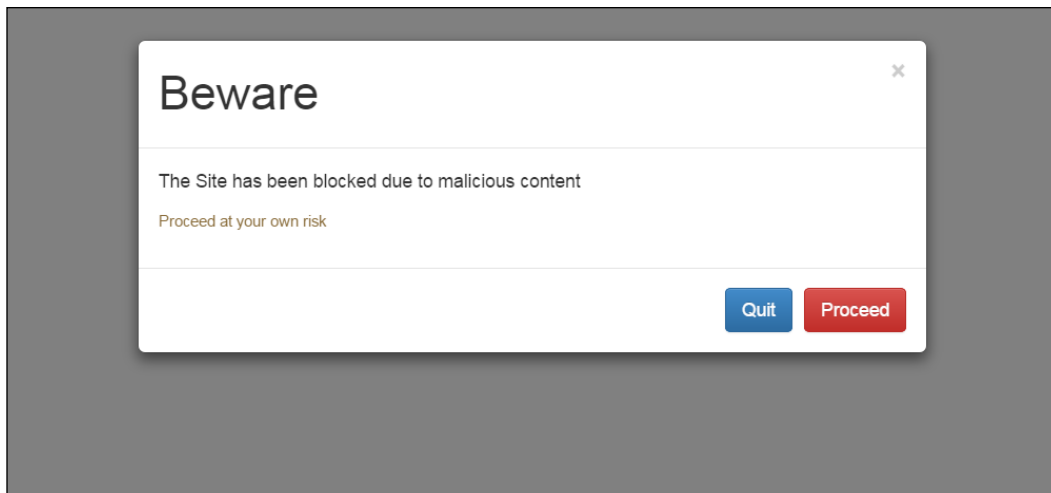 Beware
×
The Site has been blocked due to malicious content
Proceed at your own risk
Quit Proceed